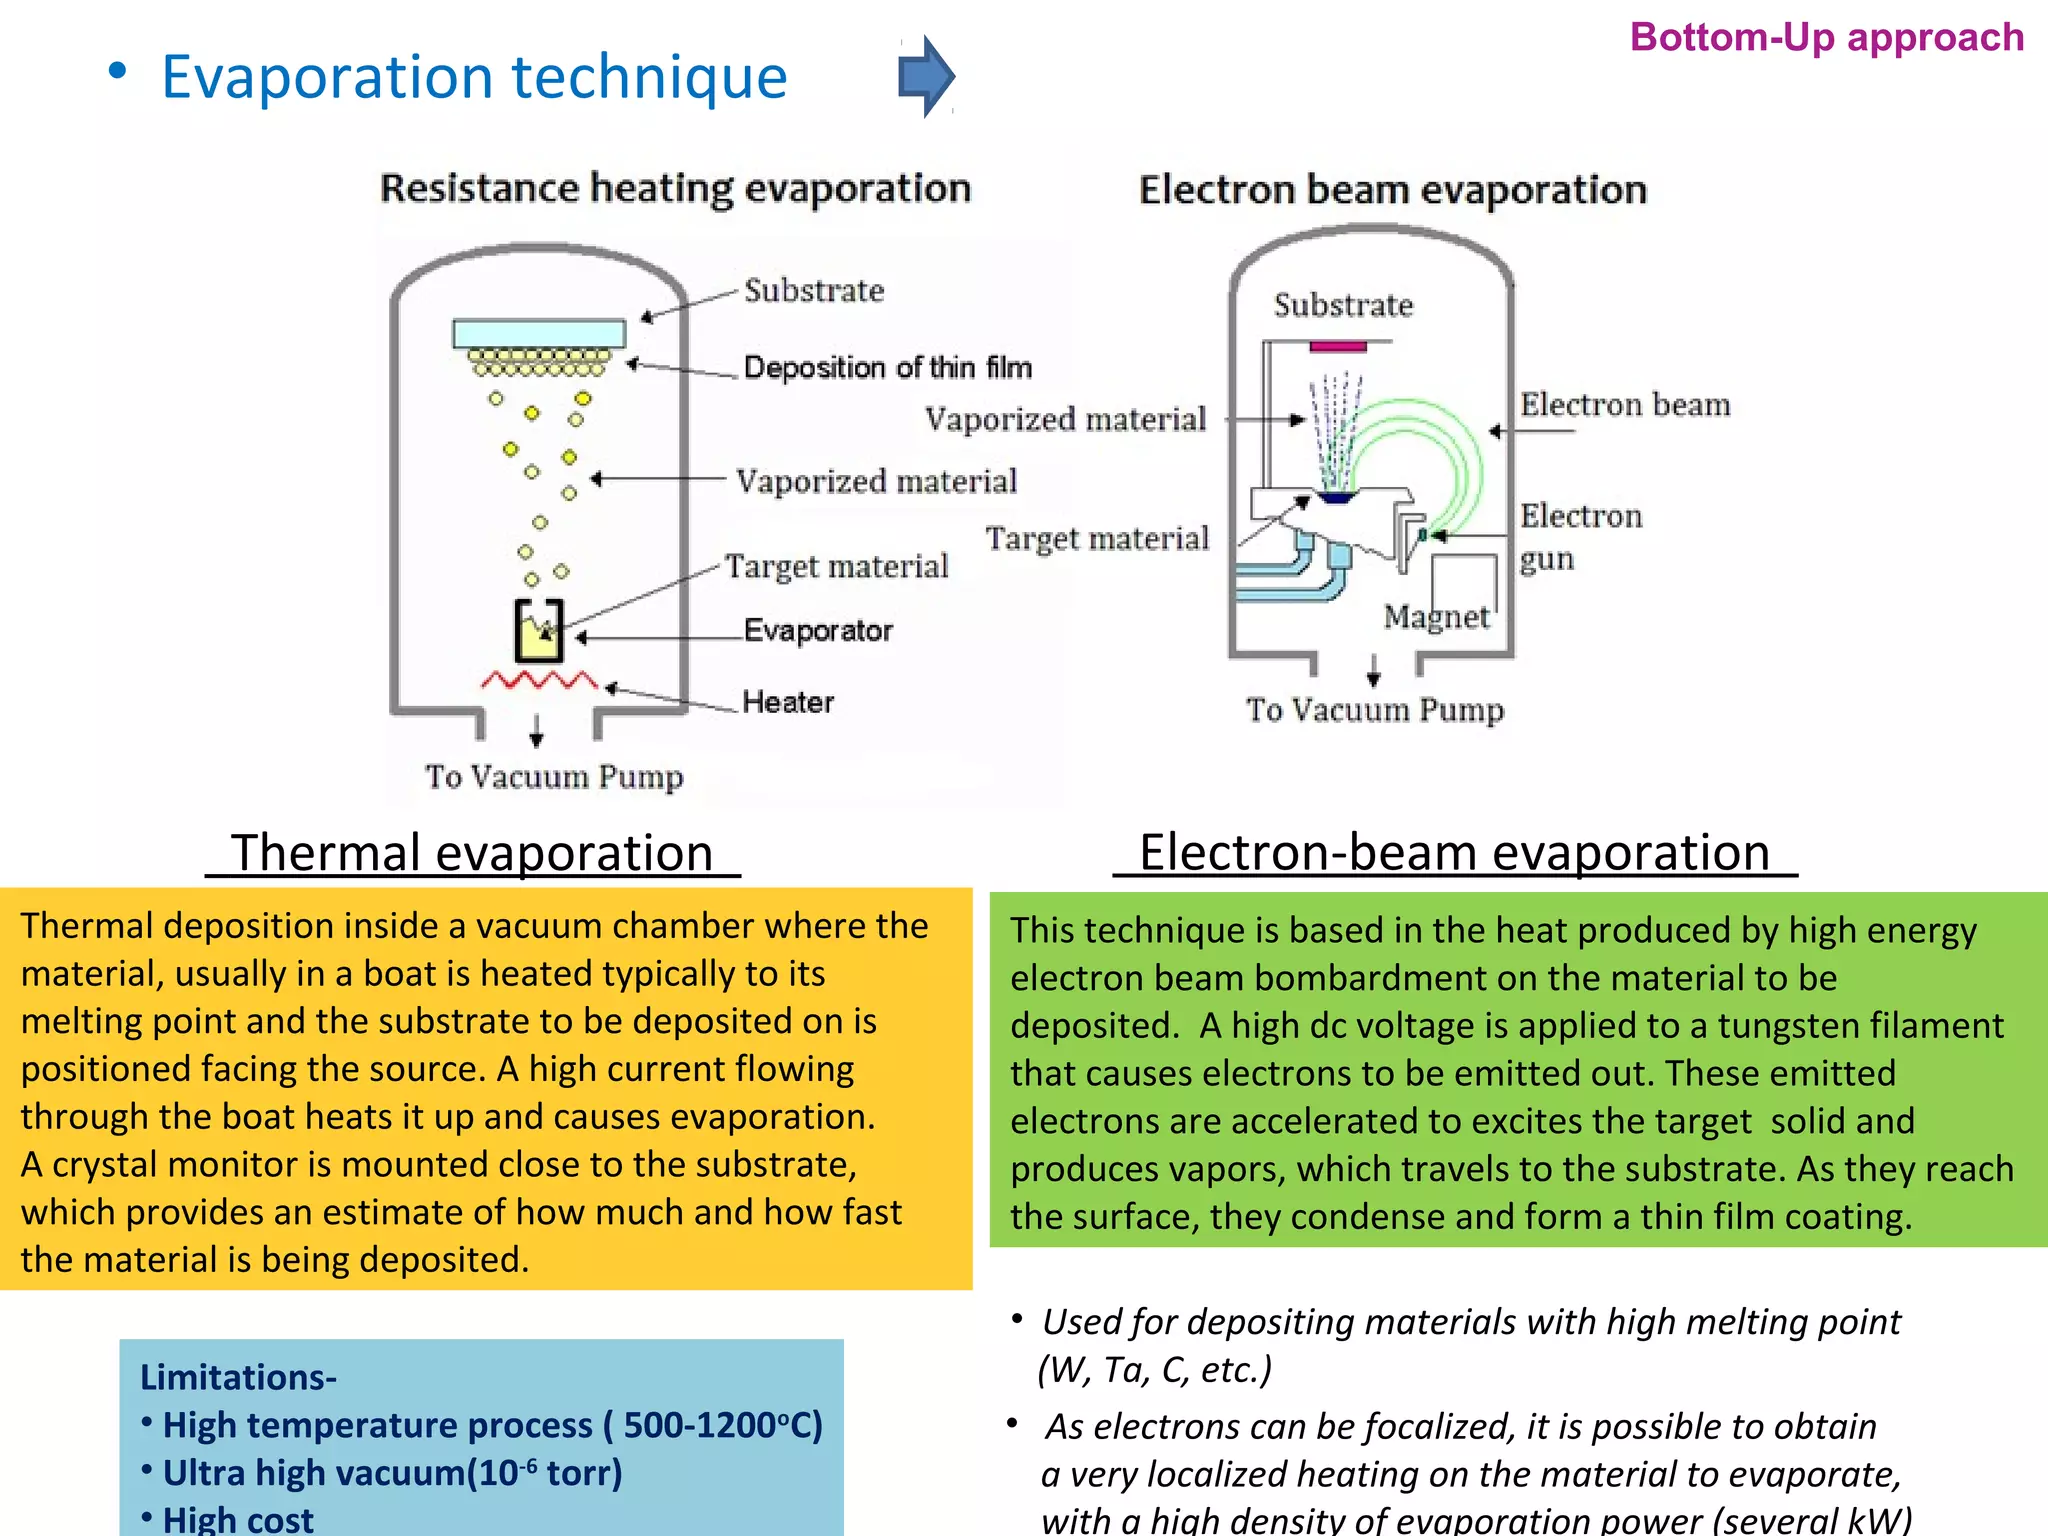 Bottom-Up approach
• Evaporation technique
Resistance heating evaporation
Substrate
Deposition of thin film
Vaporized material
Target material
Evaporator
Heater
To Vacuum Pump
Electron beam evaporation
Substrate
Vaporized material
Electron beam
Target material
Electron
gun
Magnet
To Vacuum Pump
Thermal evaporation
Thermal deposition inside a vacuum chamber where the
material, usually in a boat is heated typically to its
melting point and the substrate to be deposited on is
positioned facing the source. A high current flowing
through the boat heats it up and causes evaporation.
A crystal monitor is mounted close to the substrate,
which provides an estimate of how much and how fast
the material is being deposited.
Limitations-
• High temperature process ( 500-1200ºC)
• Ultra high vacuum(10⁻⁶ torr)
• High cost
Electron-beam evaporation
This technique is based in the heat produced by high energy
electron beam bombardment on the material to be
deposited.  A high dc voltage is applied to a tungsten filament
that causes electrons to be emitted out. These emitted
electrons are accelerated to excites the target  solid and
produces vapors, which travels to the substrate. As they reach
the surface, they condense and form a thin film coating.
• Used for depositing materials with high melting point
(W, Ta, C, etc.)
• As electrons can be focalized, it is possible to obtain
a very localized heating on the material to evaporate,
with a high density of evaporation power (several kW)